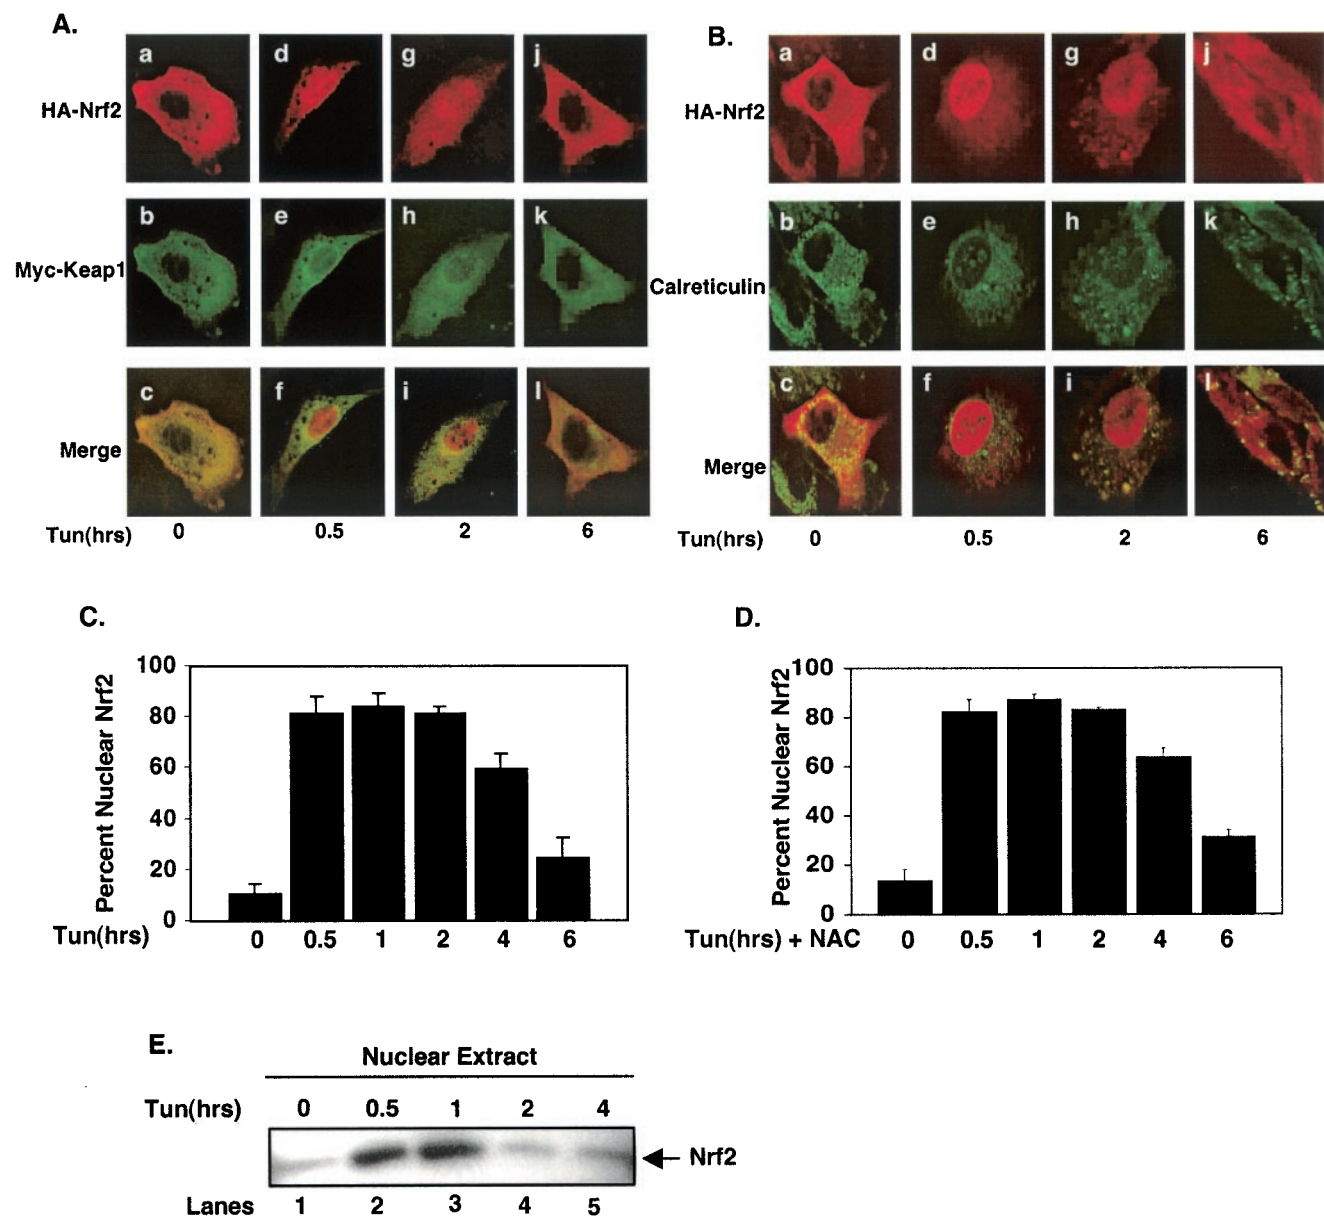 A.
a d g j
HA-Nrf2
b e h k
Myc-Keap1
c f i l
Merge
Tun(hrs) 0 0.5 2 6
B.
a d g j
HA-Nrf2
b e h k
Calreticulin
c f i l
Merge
Tun(hrs) 0 0.5 2 6
C.
Percent Nuclear Nrf2
100
80
60
40
20
0
Tun(hrs) 0 0.5 1 2 4 6
D.
Percent Nuclear Nrf2
100
80
60
40
20
0
Tun(hrs) + NAC 0 0.5 1 2 4 6
E.
Nuclear Extract
Tun(hrs) 0 0.5 1 2 4
Nrf2
Lanes 1 2 3 4 5